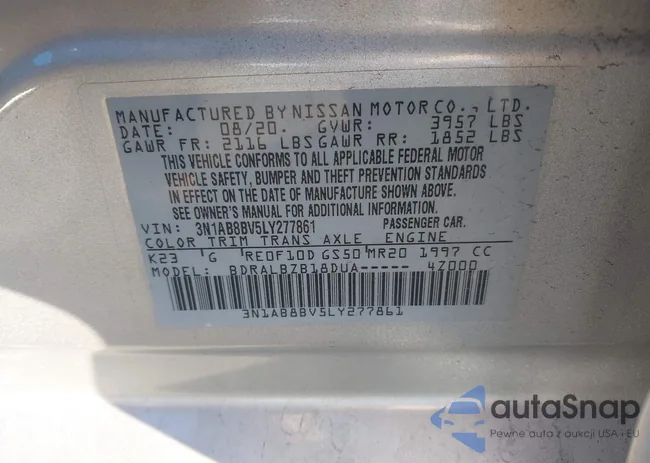 MANUFACTURED BY NISSAN MOTOR CO., LTD.
DATE: 08/20. GVWR: 3957 LBS
GAWR FR: 2116 LBS GAWR RR: 1852 LBS
THIS VEHICLE CONFORMS TO ALL APPLICABLE FEDERAL MOTOR
VEHICLE SAFETY, BUMPER AND THEFT PREVENTION STANDARDS
IN EFFECT ON THE DATE OF MANUFACTURE SHOWN ABOVE.
SEE OWNER'S MANUAL FOR ADDITIONAL INFORMATION.
VIN: 3N1AB8BV5LY277861 PASSENGER CAR.
COLOR TRIM TRANS AXLE ENGINE
K23 G RE0F10D GS50 MR20 1997 CC
MODEL: BDRALBZB18DUA----- 4Z000
3N1AB8BV5LY277861
autaSnap
Pewne auta z aukcji USA i EU